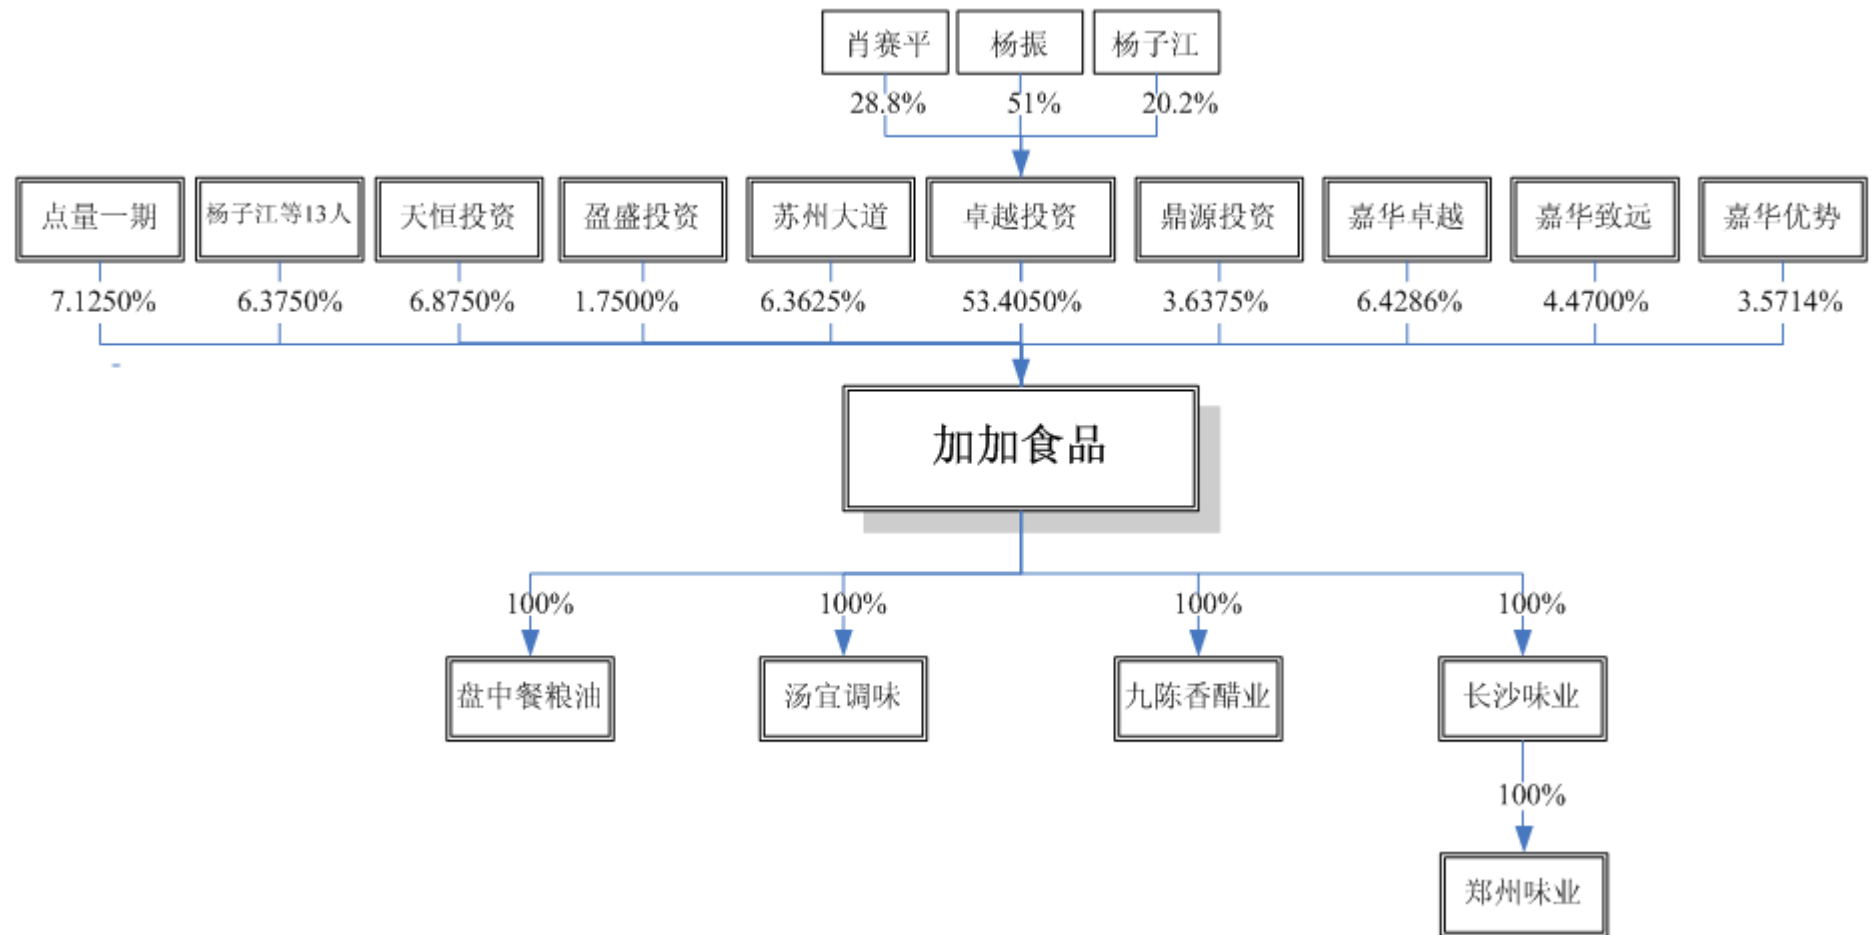 肖赛平 杨振 杨子江
28.8% 51% 20.2%
点量一期 杨子江等13人 天恒投资 盈盛投资 苏州大道 卓越投资 鼎源投资 嘉华卓越 嘉华致远 嘉华优势
7.1250% 6.3750% 6.8750% 1.7500% 6.3625% 53.4050% 3.6375% 6.4286% 4.4700% 3.5714%
加加食品
100% 100% 100% 100%
盘中餐粮油 汤宜调味 九陈香醋业 长沙味业
100%
郑州味业